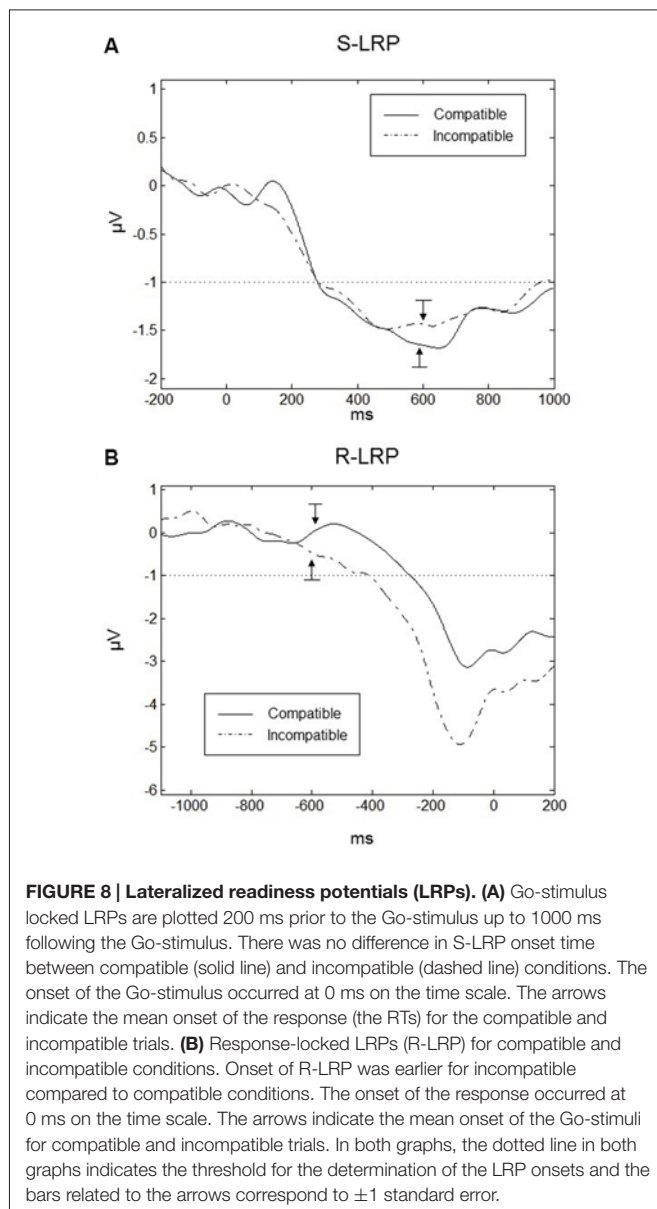 A
S-LRP
1
0.5
0
-0.5
-1
-1.5
-2
µV
Compatible
Incompatible
-200 0 200 400 600 800 1000
ms
B
R-LRP
1
0
-1
-2
-3
-4
-5
-6
µV
Compatible
Incompatible
-1000 -800 -600 -400 -200 0 200
ms
FIGURE 8 | Lateralized readiness potentials (LRPs). (A) Go-stimulus
locked LRPs are plotted 200 ms prior to the Go-stimulus up to 1000 ms
following the Go-stimulus. There was no difference in S-LRP onset time
between compatible (solid line) and incompatible (dashed line) conditions. The
onset of the Go-stimulus occurred at 0 ms on the time scale. The arrows
indicate the mean onset of the response (the RTs) for the compatible and
incompatible trials. (B) Response-locked LRPs (R-LRP) for compatible and
incompatible conditions. Onset of R-LRP was earlier for incompatible
compared to compatible conditions. The onset of the response occurred at
0 ms on the time scale. The arrows indicate the mean onset of the Go-stimuli
for compatible and incompatible trials. In both graphs, the dotted line in both
graphs indicates the threshold for the determination of the LRP onsets and the
bars related to the arrows correspond to ±1 standard error.